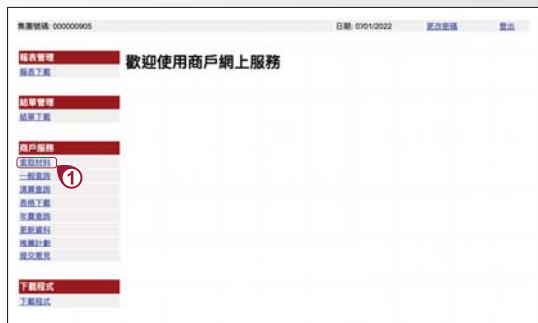 集團號碼: 000000905 日期: 01/01/2022 更改密碼 登出
報表管理
報表下載
歡迎使用商戶網上服務
結單管理
結單下載
商戶服務
索取材料
1
一般查詢
清算查詢
表格下載
年費查詢
更新資料
推薦計劃
提交意見
下載程式
下載程式